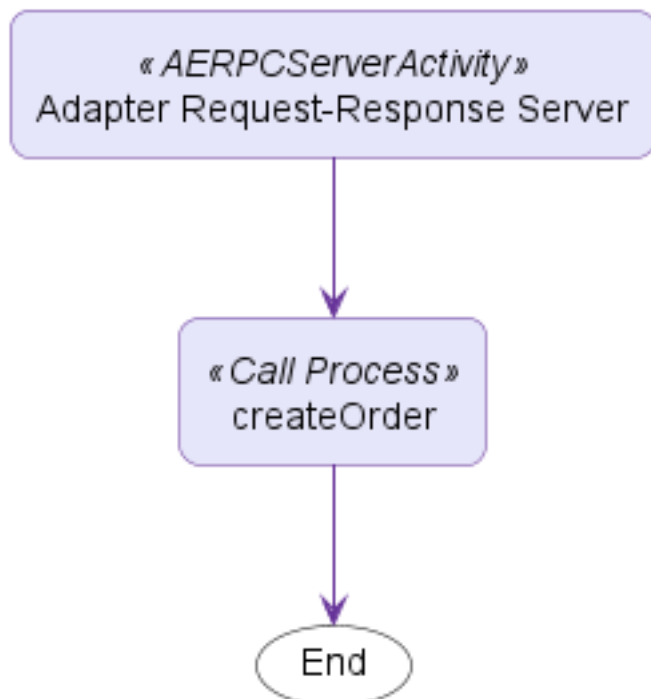 «AERPCServerActivity»
Adapter Request-Response Server
«Call Process»
createOrder
End